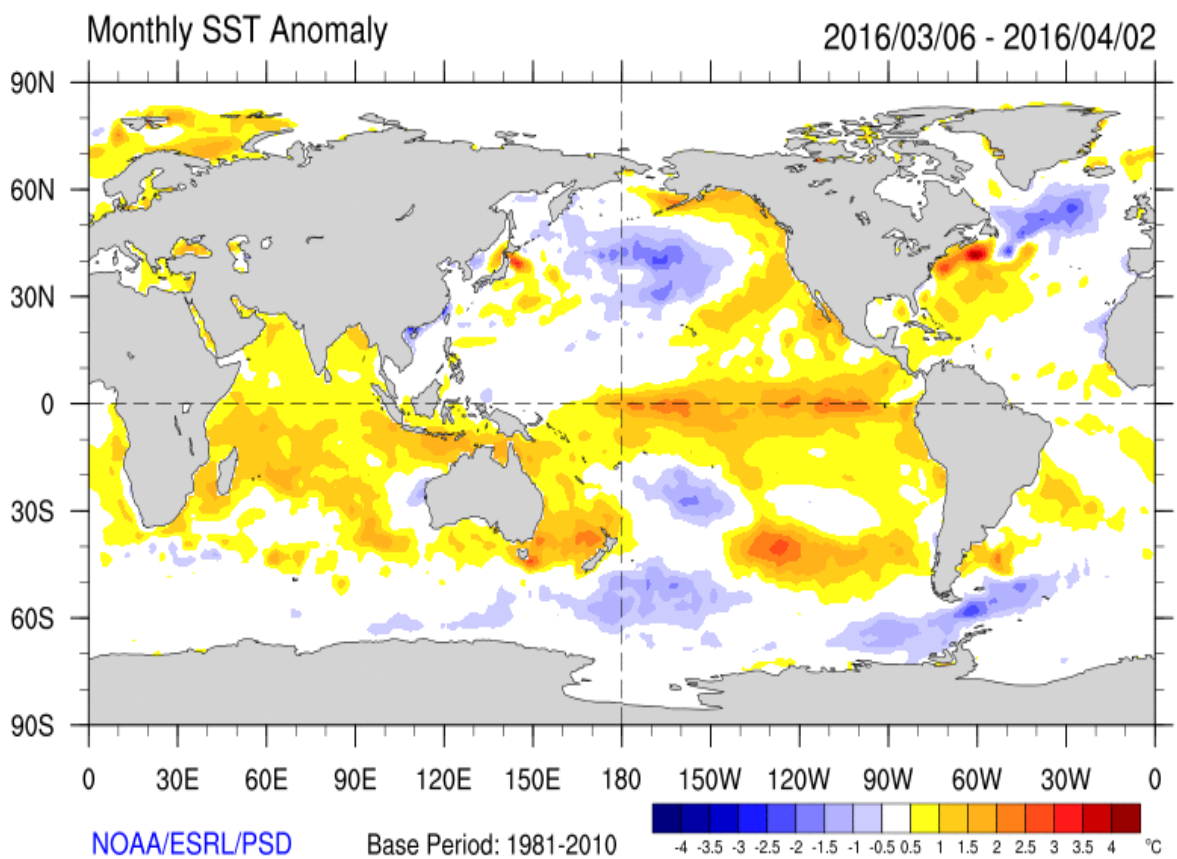 Monthly SST Anomaly 2016/03/06 - 2016/04/02
90N
60N
30N
0
30S
60S
90S
0 30E 60E 90E 120E 150E 180 150W 120W 90W 60W 30W 0
NOAA/ESRL/PSD Base Period: 1981-2010
-4 -3.5 -3 -2.5 -2 -1.5 -1 -0.5 0.5 1 1.5 2 2.5 3 3.5 4 °C